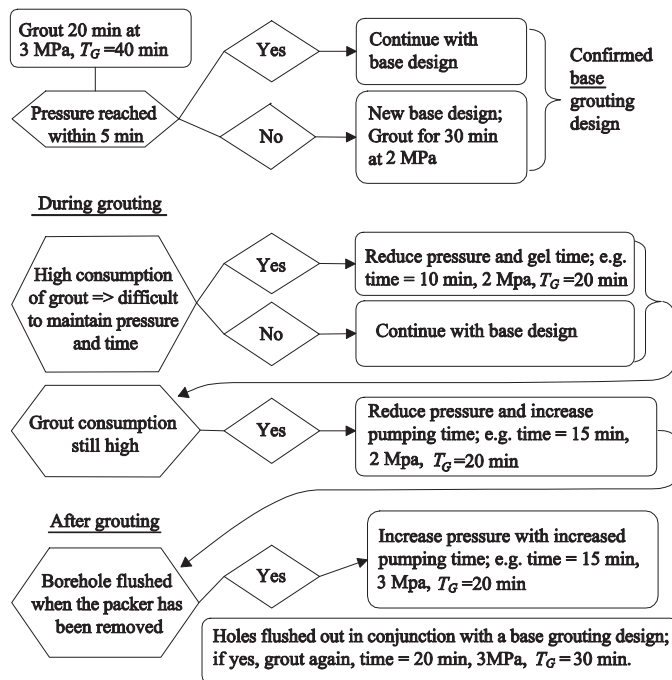 Grout 20 min at
3 MPa, TG=40 min
Pressure reached
within 5 min
Yes
No
Continue with
base design
New base design;
Grout for 30 min
at 2 MPa
Confirmed
base
grouting
design
During grouting
High consumption
of grout => difficult
to maintain pressure
and time
Yes
No
Reduce pressure and gel time; e.g.
time = 10 min, 2 Mpa, TG=20 min
Continue with base design
Grout consumption
still high
Yes
Reduce pressure and increase
pumping time; e.g. time = 15 min,
2 Mpa, TG=20 min
After grouting
Borehole flushed
when the packer has
been removed
Yes
Increase pressure with increased
pumping time; e.g. time = 15 min,
3 Mpa, TG=20 min
Holes flushed out in conjunction with a base grouting design;
if yes, grout again, time = 20 min, 3MPa, TG=30 min.